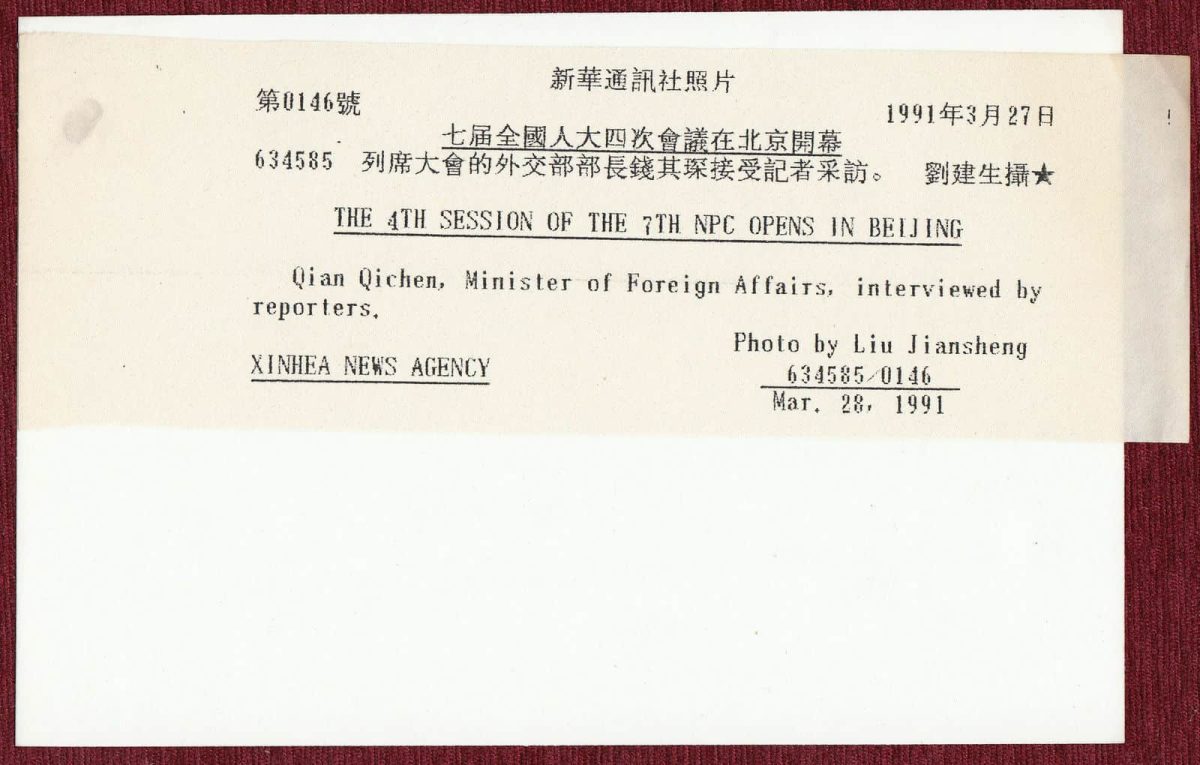 新華通訊社照片
第0146號
1991年3月27日
七届全國人大四次會議在北京開幕
634585 列席大會的外交部部長錢其琛接受記者采訪。 劉建生攝★
THE 4TH SESSION OF THE 7TH NPC OPENS IN BEIJING
Qian Qichen, Minister of Foreign Affairs, interviewed by
reporters.
Photo by Liu Jiansheng
XINHEA NEWS AGENCY
634585/0146
Mar. 28, 1991